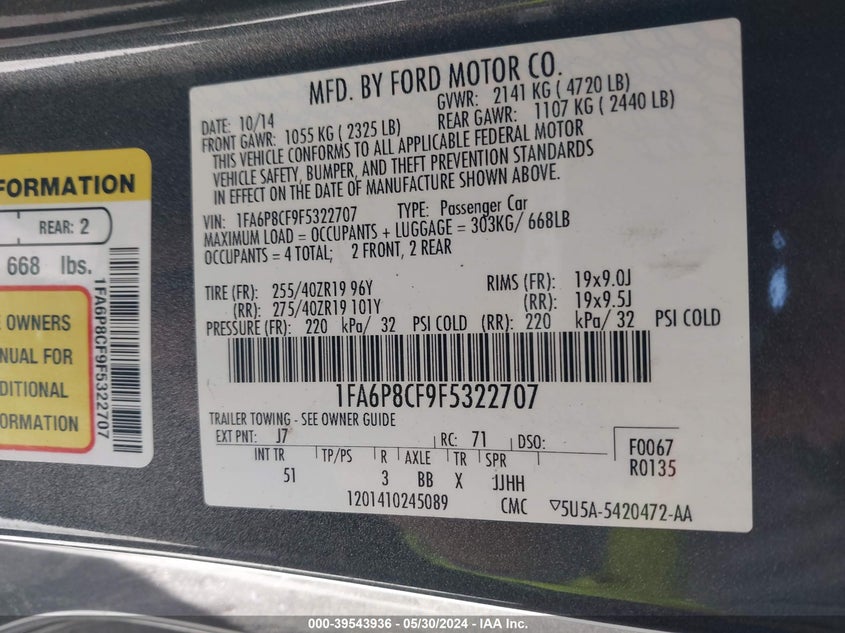 MFD. BY FORD MOTOR CO.
DATE: 10/14 GVWR: 2141 KG ( 4720 LB)
FRONT GAWR: 1055 KG ( 2325 LB) REAR GAWR: 1107 KG ( 2440 LB)
THIS VEHICLE CONFORMS TO ALL APPLICABLE FEDERAL MOTOR
VEHICLE SAFETY, BUMPER, AND THEFT PREVENTION STANDARDS
IN EFFECT ON THE DATE OF MANUFACTURE SHOWN ABOVE.
VIN: 1FA6P8CF9F5322707 TYPE: Passenger Car
MAXIMUM LOAD = OCCUPANTS + LUGGAGE = 303KG/ 668LB
OCCUPANTS = 4 TOTAL; 2 FRONT, 2 REAR
TIRE (FR): 255/40ZR19 96Y RIMS (FR): 19x9.0J
(RR): 275/40ZR19 101Y (RR): 19x9.5J
PRESSURE (FR): 220 kPa/ 32 PSI COLD (RR): 220 kPa/ 32 PSI COLD
1FA6P8CF9F5322707
TRAILER TOWING - SEE OWNER GUIDE
EXT PNT: J7 RC: 71 DSO: F0067
INT TR TP/PS R AXLE TR SPR R0135
51 3 BB X JJHH
1201410245089 CMC ▽5U5A-5420472-AA
FORMATION
REAR: 2
668 lbs.
OWNERS
NUAL FOR
DITIONAL
ORMATION
1FA6P8CF9F5322707
000-39543936 - 05/30/2024 - IAA Inc.